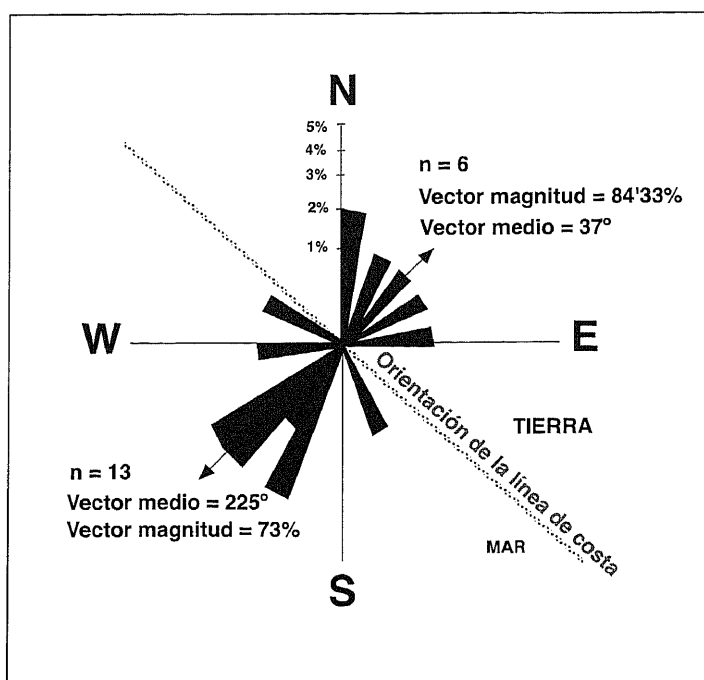 N
5%
4%
3%
2%
1%
n = 6
Vector magnitud = 84'33%
Vector medio = 37º
W
E
Orientación de la línea de costa
TIERRA
MAR
n = 13
Vector medio = 225º
Vector magnitud = 73%
S